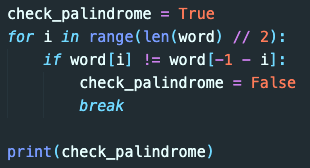 check_palindrome = True
for i in range(len(word) // 2):
    if word[i] != word[-1 - i]:
        check_palindrome = False
        break

print(check_palindrome)